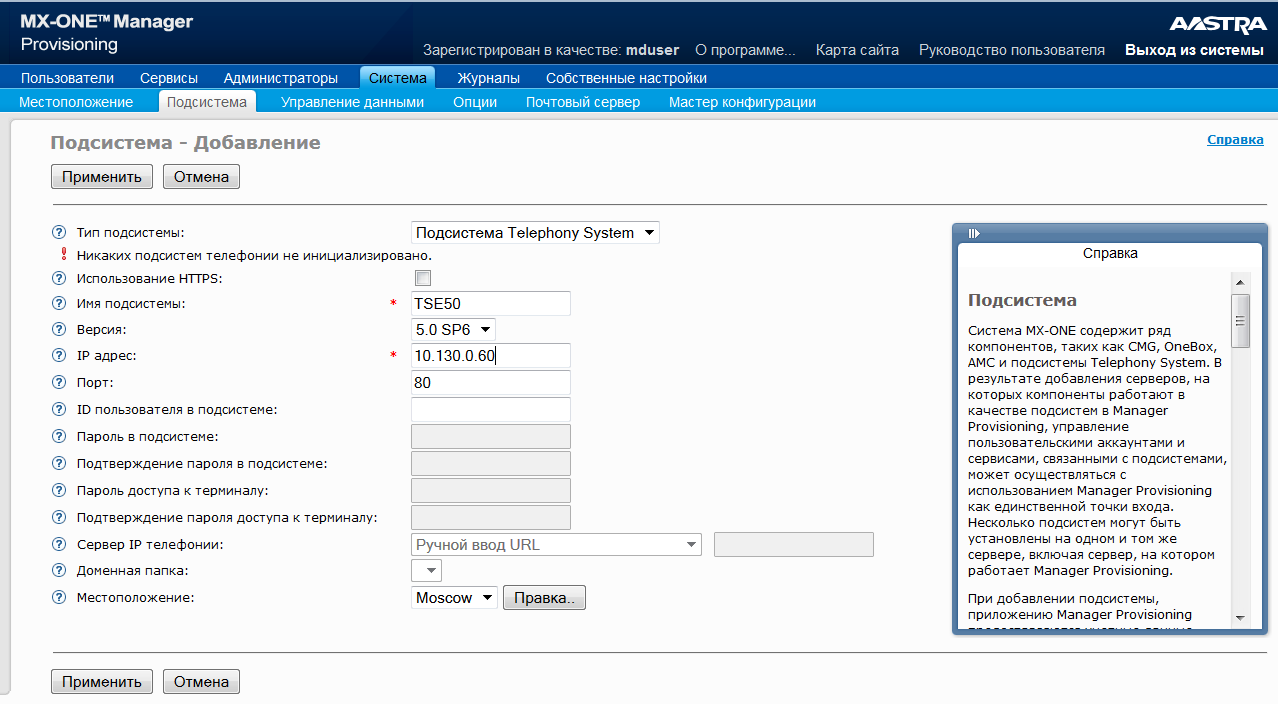 MX-ONE™ Manager
Provisioning
AASTRA
Зарегистрирован в качестве: mduser О программе... Карта сайта Руководство пользователя Выход из системы
Пользователи Сервисы Администраторы Система Журналы Собственные настройки
Местоположение Подсистема Управление данными Опции Почтовый сервер Мастер конфигурации
Подсистема - Добавление
Справка
Применить Отмена
Тип подсистемы: Подсистема Telephony System
Никаких подсистем телефонии не инициализировано.
Использование HTTPS:
Имя подсистемы: * TSE50
Версия: 5.0 SP6
IP адрес: * 10.130.0.60
Порт: 80
ID пользователя в подсистеме:
Пароль в подсистеме:
Подтверждение пароля в подсистеме:
Пароль доступа к терминалу:
Подтверждение пароля доступа к терминалу:
Сервер IP телефонии: Ручной ввод URL
Доменная папка:
Местоположение: Moscow Правка..
Справка
Подсистема
Система MX-ONE содержит ряд
компонентов, таких как CMG, OneBox,
AMC и подсистемы Telephony System. В
результате добавления серверов, на
которых компоненты работают в
качестве подсистем в Manager
Provisioning, управление
пользовательскими аккаунтами и
сервисами, связанными с подсистемами,
может осуществляться с
использованием Manager Provisioning
как единственной точки входа.
Несколько подсистем могут быть
установлены на одном и том же
сервере, включая сервер, на котором
работает Manager Provisioning.
При добавлении подсистемы,
приложению Manager Provisioning
Применить Отмена